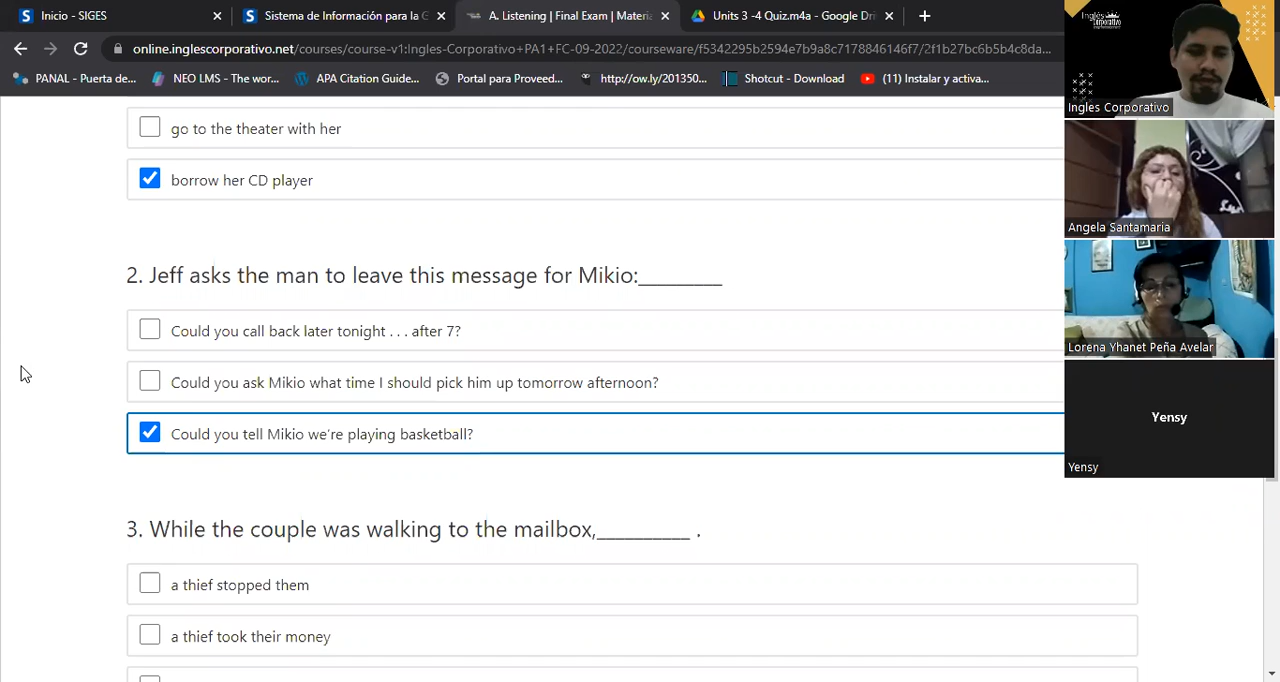 Inicio - SIGES
Sistema de Información para la G
A. Listening | Final Exam | Materia
Units 3 -4 Quiz.m4a - Google Dri
online.inglescorporativo.net/courses/course-v1:Ingles-Corporativo+PA1+FC-09-2022/courseware/f5342295b2594e7b9a8c7178846146f7/2f1b27bc6b5b4c8da...
PANAL - Puerta de...
NEO LMS - The wor...
APA Citation Guide...
Portal para Proveed...
http://ow.ly/201350...
Shotcut - Download
(11) Instalar y activa...
go to the theater with her
borrow her CD player
2. Jeff asks the man to leave this message for Mikio:_________
Could you call back later tonight . . . after 7?
Could you ask Mikio what time I should pick him up tomorrow afternoon?
Could you tell Mikio we're playing basketball?
3. While the couple was walking to the mailbox,__________ .
a thief stopped them
a thief took their money
Inglés
Corporativo
Ingles Corporativo
Angela Santamaria
Lorena Yhanet Peña Avelar
Yensy
Yensy